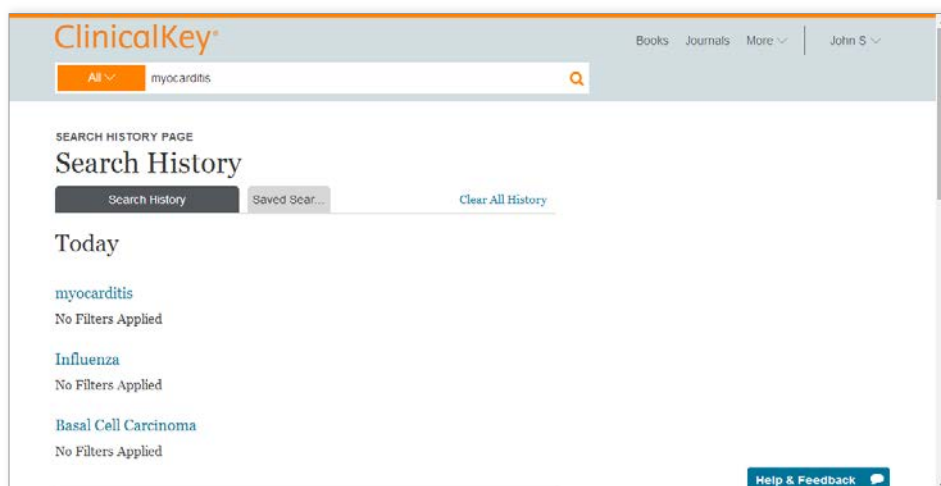 ClinicalKey®
Books Journals More John S
All myocarditis
SEARCH HISTORY PAGE
Search History
Search History Saved Sear... Clear All History
Today
myocarditis
No Filters Applied
Influenza
No Filters Applied
Basal Cell Carcinoma
No Filters Applied
Help & Feedback